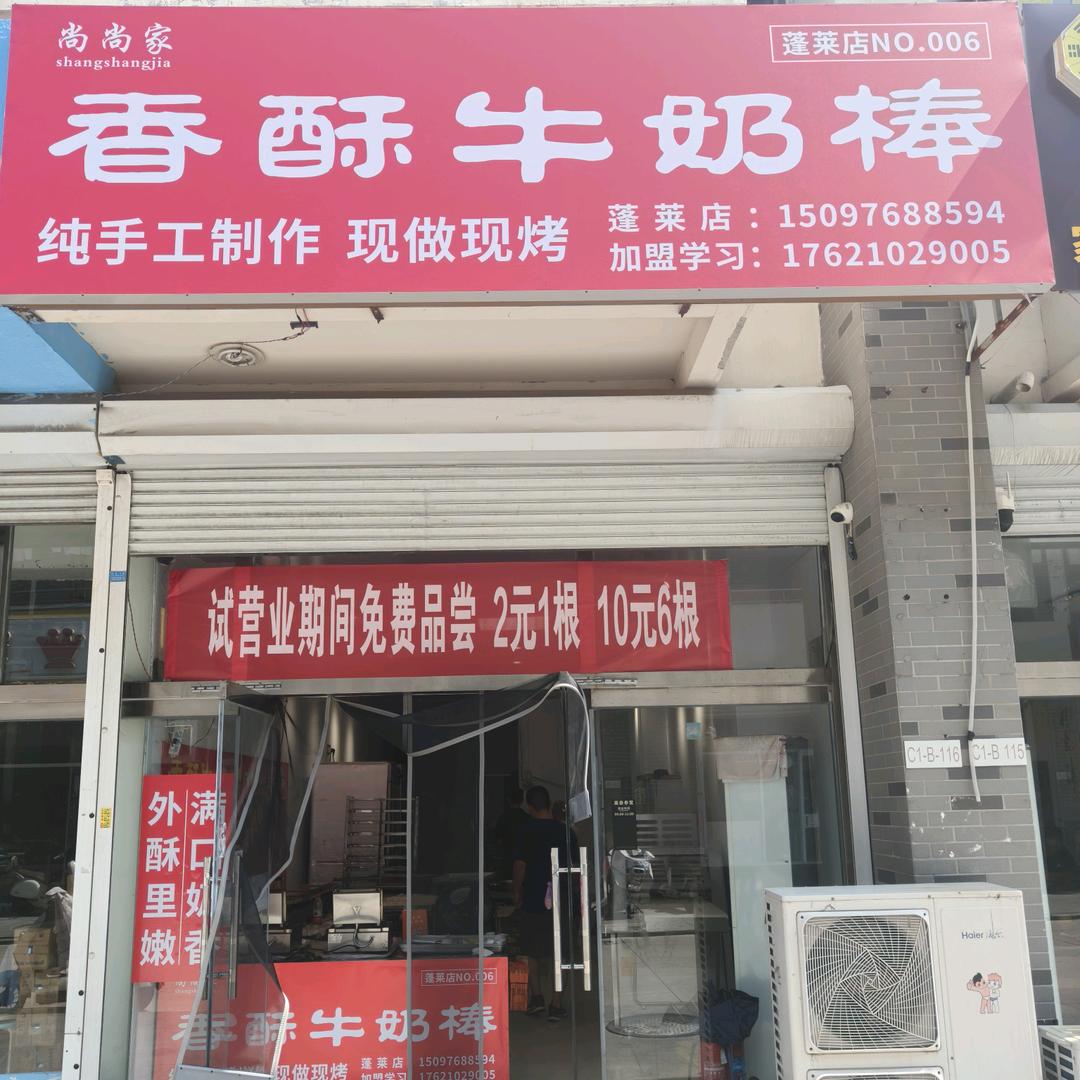 尚尚家
shangshangjia
蓬莱店NO.006
香酥牛奶棒
纯手工制作 现做现烤
蓬莱店：15097688594
加盟学习：17621029005
试营业期间免费品尝 2元1根 10元6根
满口奶香
外酥里嫩
C1-B-116
C1-B 115
Haier
尚尚家
蓬莱店NO.006
香酥牛奶棒
现做现烤
蓬莱店 15097688594
加盟学习 17621029005